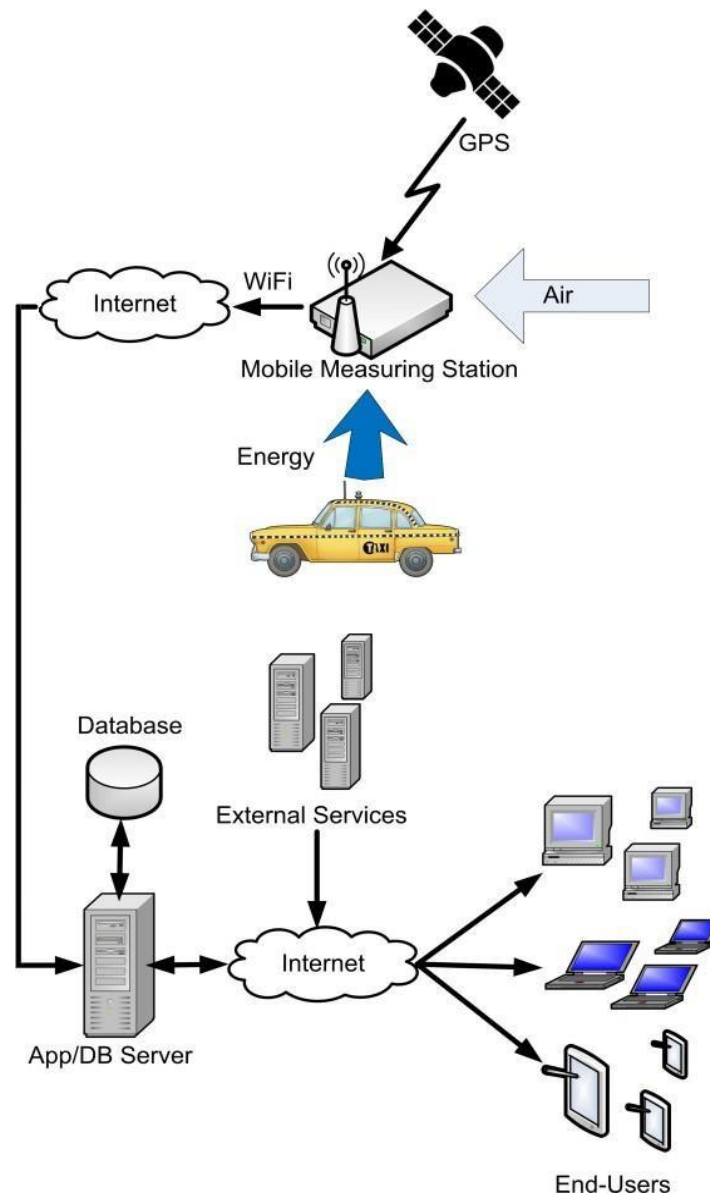 GPS
WiFi
Internet
Air
Mobile Measuring Station
Energy
TAXI
Database
External Services
Internet
App/DB Server
End-Users